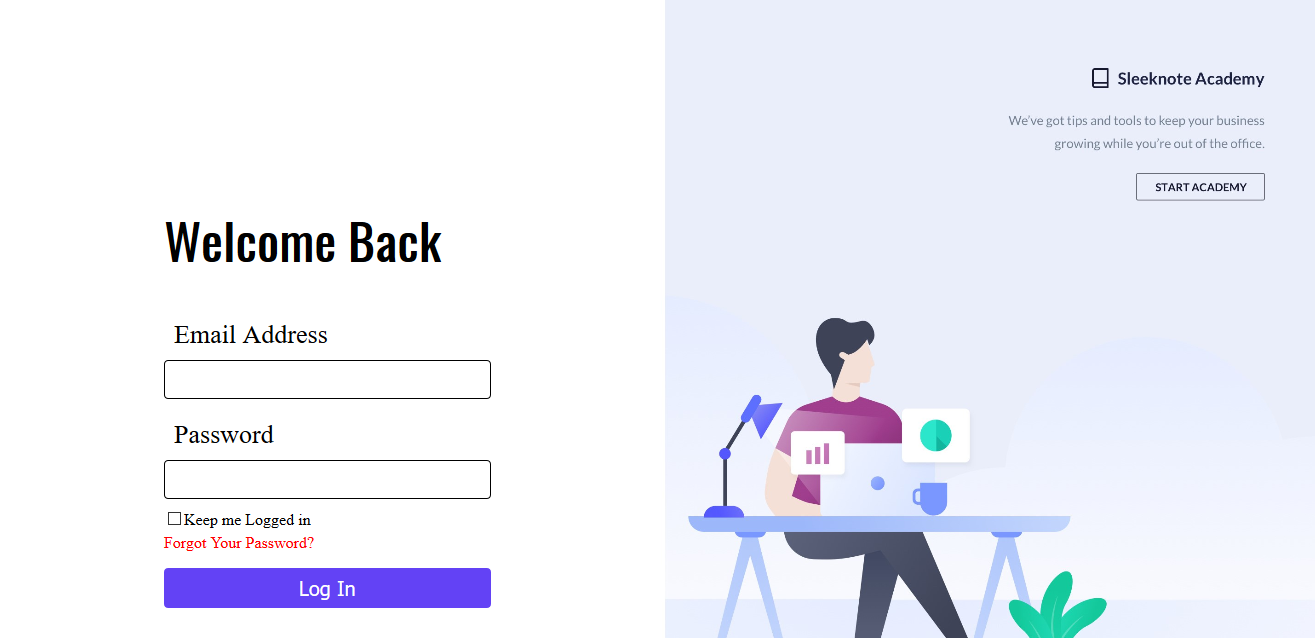 Welcome Back
Email Address
Password
Keep me Logged in
Forgot Your Password?
Log In
Sleeknote Academy
We've got tips and tools to keep your business
growing while you're out of the office.
START ACADEMY